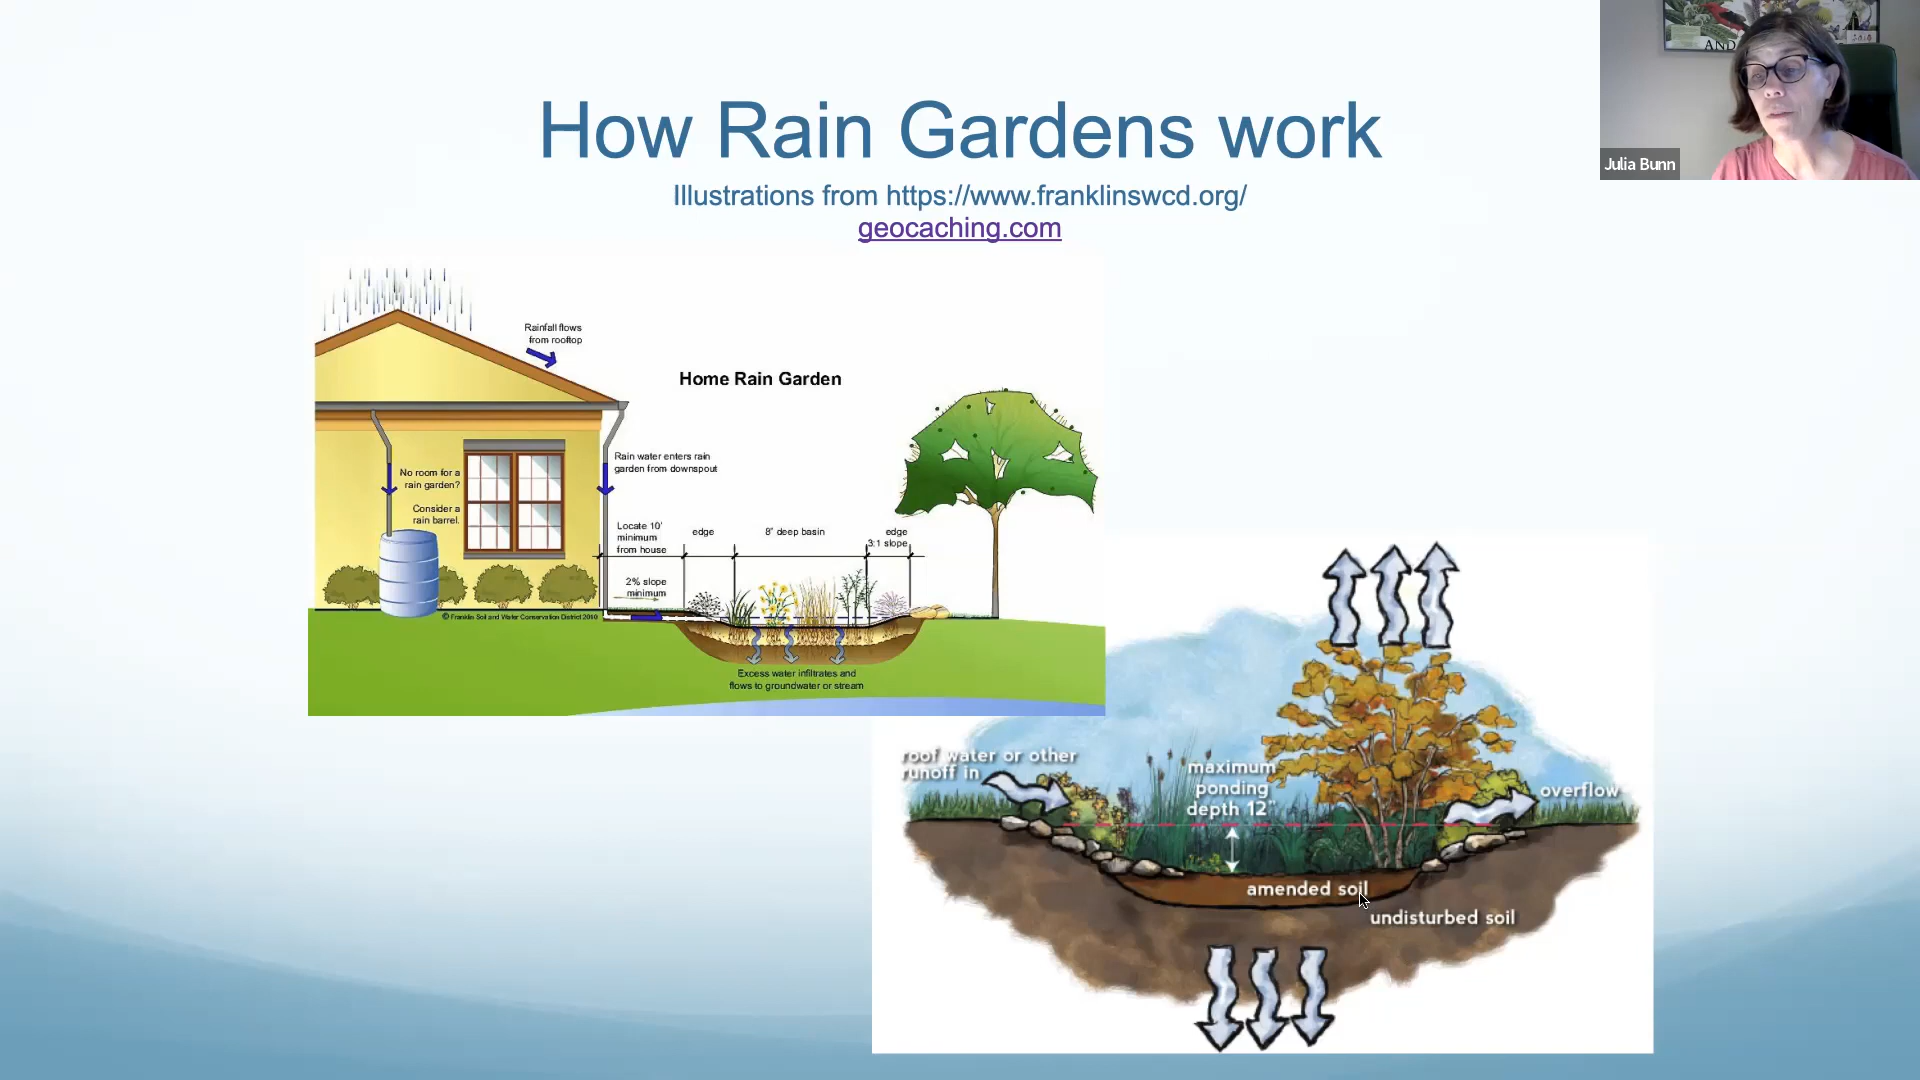 How Rain Gardens work
Illustrations from https://www.franklinswcd.org/
geocaching.com
AND
Julia Bunn
Rainfall flows
from rooftop
Home Rain Garden
Rain water enters rain
garden from downspout
No room for a
rain garden?
Consider a
rain barrel.
Locate 10'
minimum
from house
edge
8" deep basin
edge
3:1 slope
2% slope
minimum
© Franklin Soil and Water Conservation District 2010
Excess water infiltrates and
flows to groundwater or stream
roof water or other
runoff in
maximum
ponding
depth 12"
overflow
amended soil
undisturbed soil